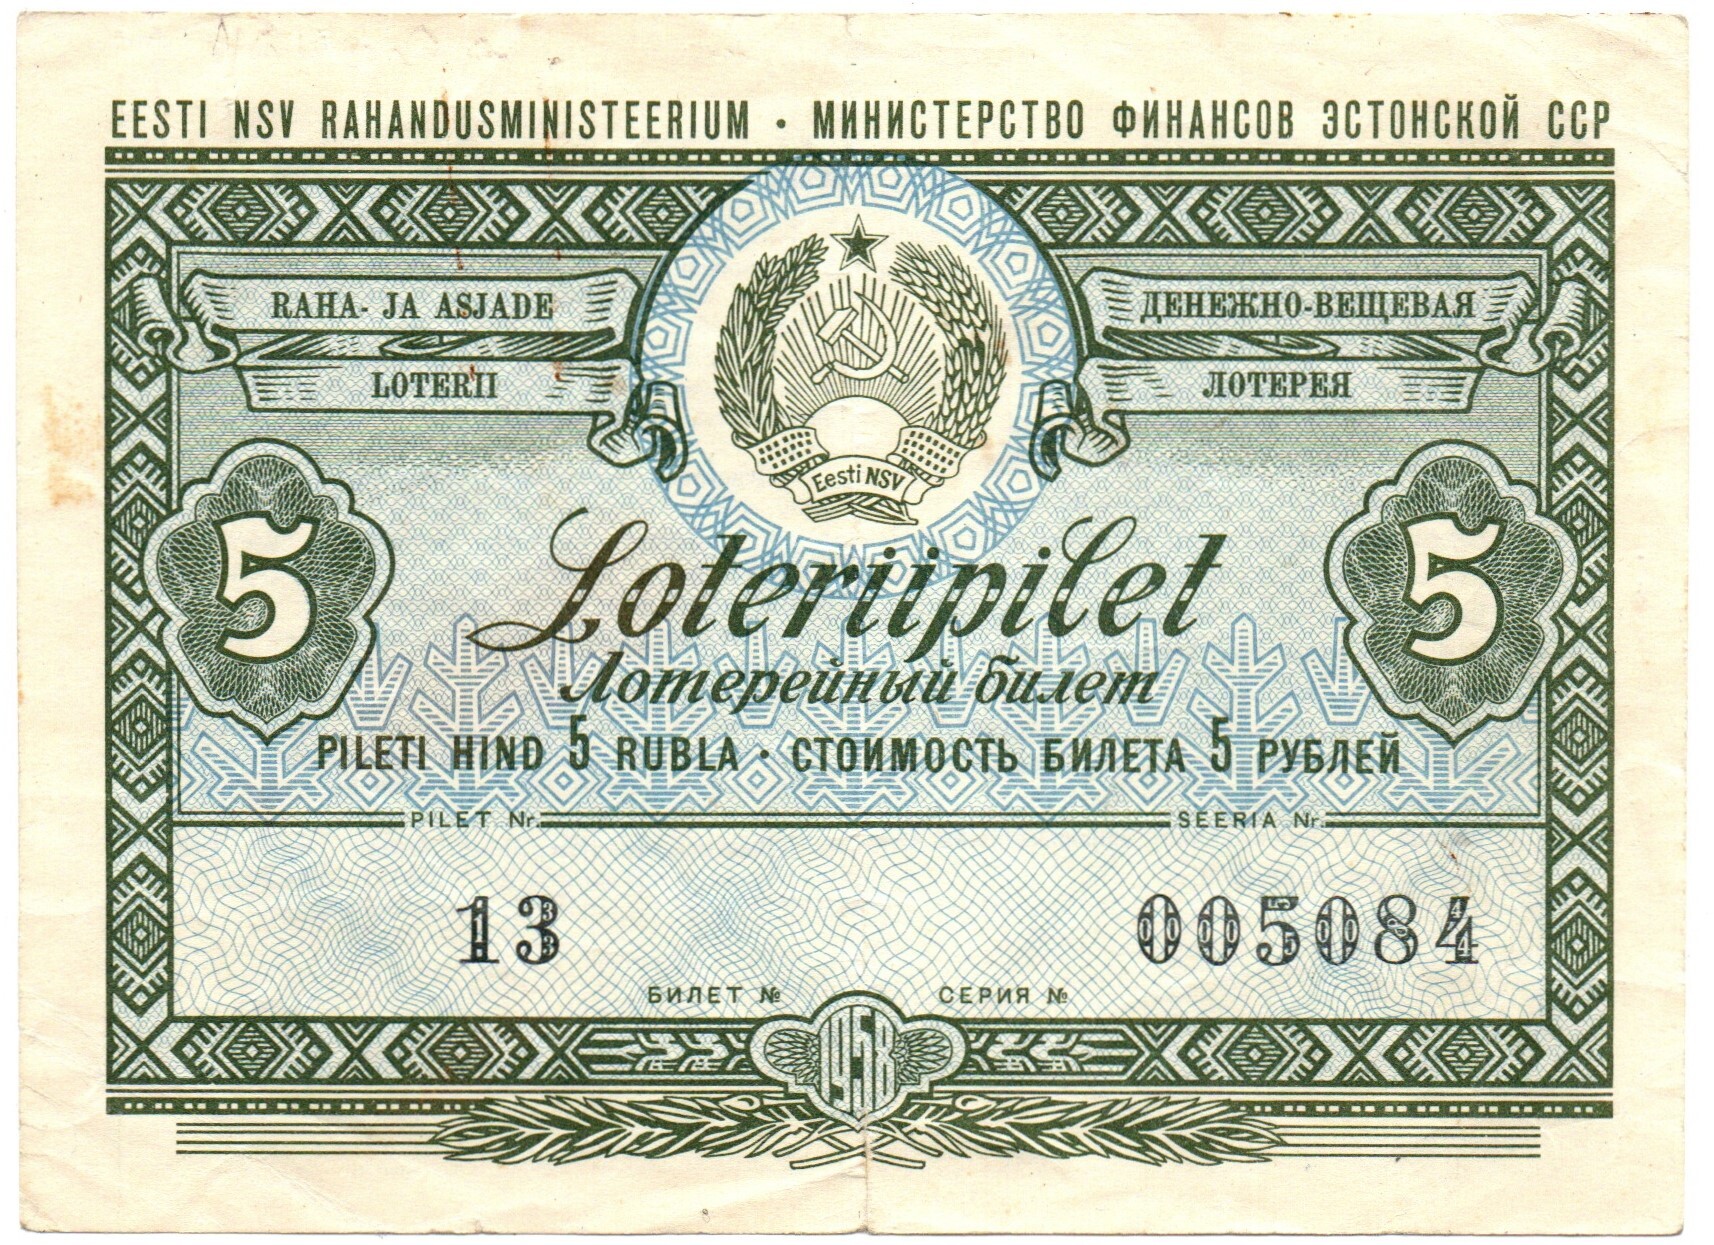 EESTI NSV RAHANDUSMINISTEERIUM · МИНИСТЕРСТВО ФИНАНСОВ ЭСТОНСКОЙ ССР
RAHA- JA ASJADE
LOTERII
ДЕНЕЖНО-ВЕЩЕВАЯ
ЛОТЕРЕЯ
Eesti NSV
5
5
Loteriipilet
Лотерейный билет
PILETI HIND 5 RUBLA · СТОИМОСТЬ БИЛЕТА 5 РУБЛЕЙ
PILET Nr.
SEERIA Nr.
13
005084
БИЛЕТ №
СЕРИЯ №
1958